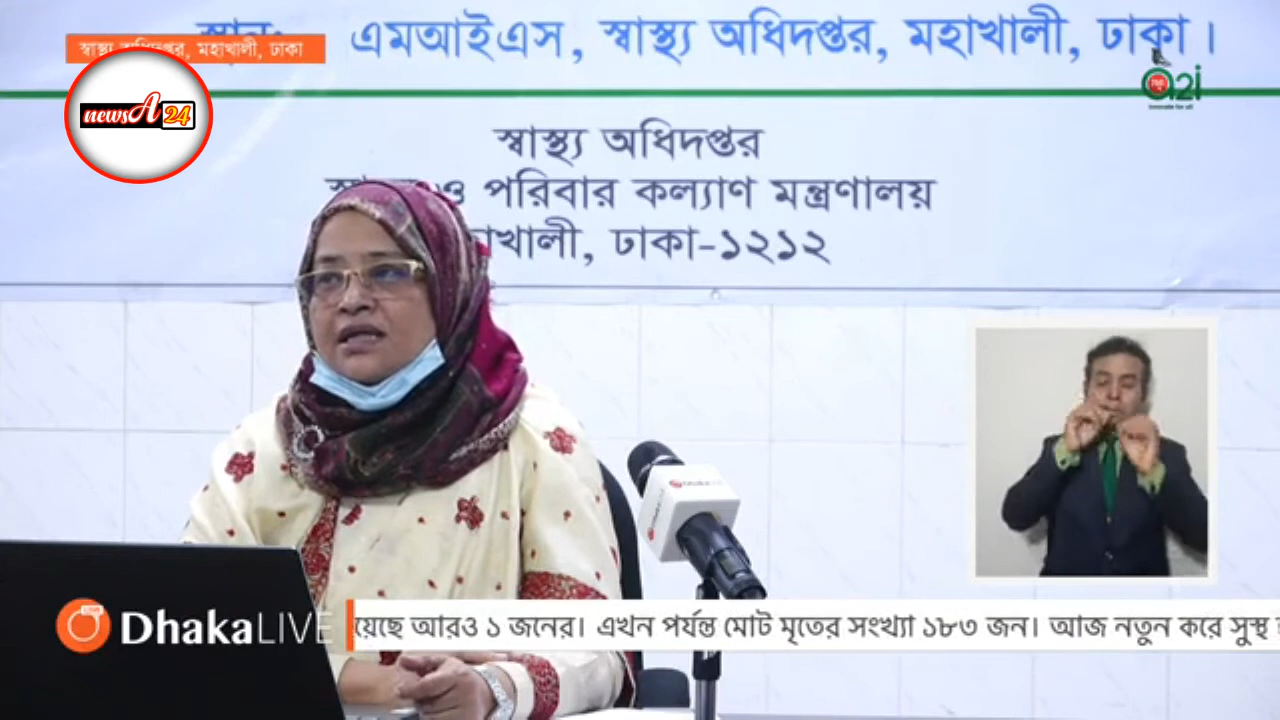 স্থান: এমআইএস, স্বাস্থ্য অধিদপ্তর, মহাখালী, ঢাকা।
স্বাস্থ্য অধিদপ্তর, মহাখালী, ঢাকা
newsA24
a2i
স্বাস্থ্য অধিদপ্তর
ও পরিবার কল্যাণ মন্ত্রণালয়
ঢাকা-১২১২
DhakaLIVE
DhakaLIVE
য়েছে আরও ১ জনের। এখন পর্যন্ত মোট মৃতের সংখ্যা ১৮৩ জন। আজ নতুন করে সুস্থ